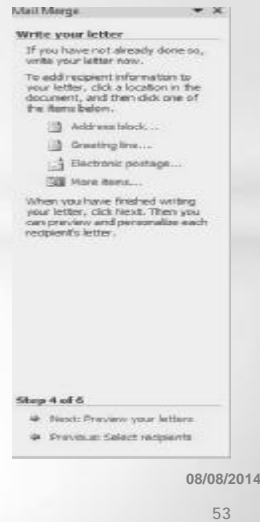 Mail Merge
Write your letter
If you have not already done so,
write your letter now.
To add recipient information to
your letter, click a location in the
document, and then click one of
the items below.
Address block...
Greeting line...
Electronic postage...
More items...
When you have finished writing
your letter, click Next. Then you
can preview and personalize each
recipient's letter.
Step 4 of 6
Next: Preview your letters
Previous: Select recipients
08/08/2014
53